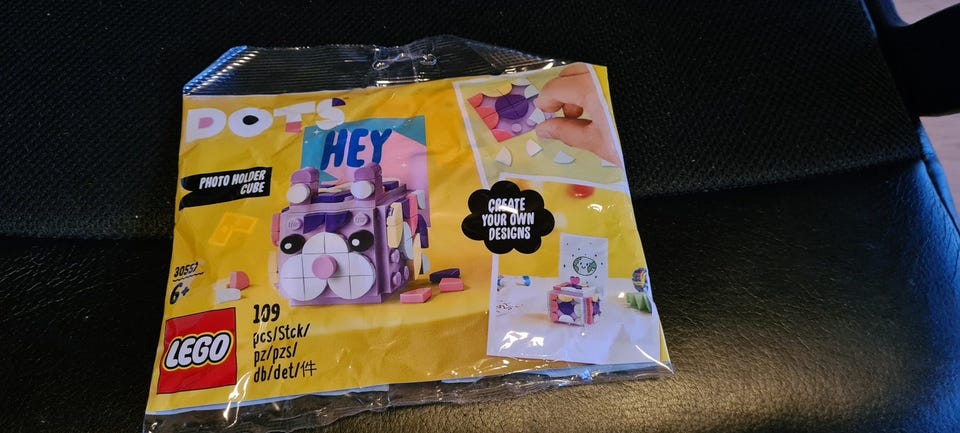 DOTS
HEY
PHOTO HOLDER
CUBE
CREATE
YOUR OWN
DESIGNS
30557
6+
LEGO
109
pcs/Stck/
pz/pzs/
db/det/件